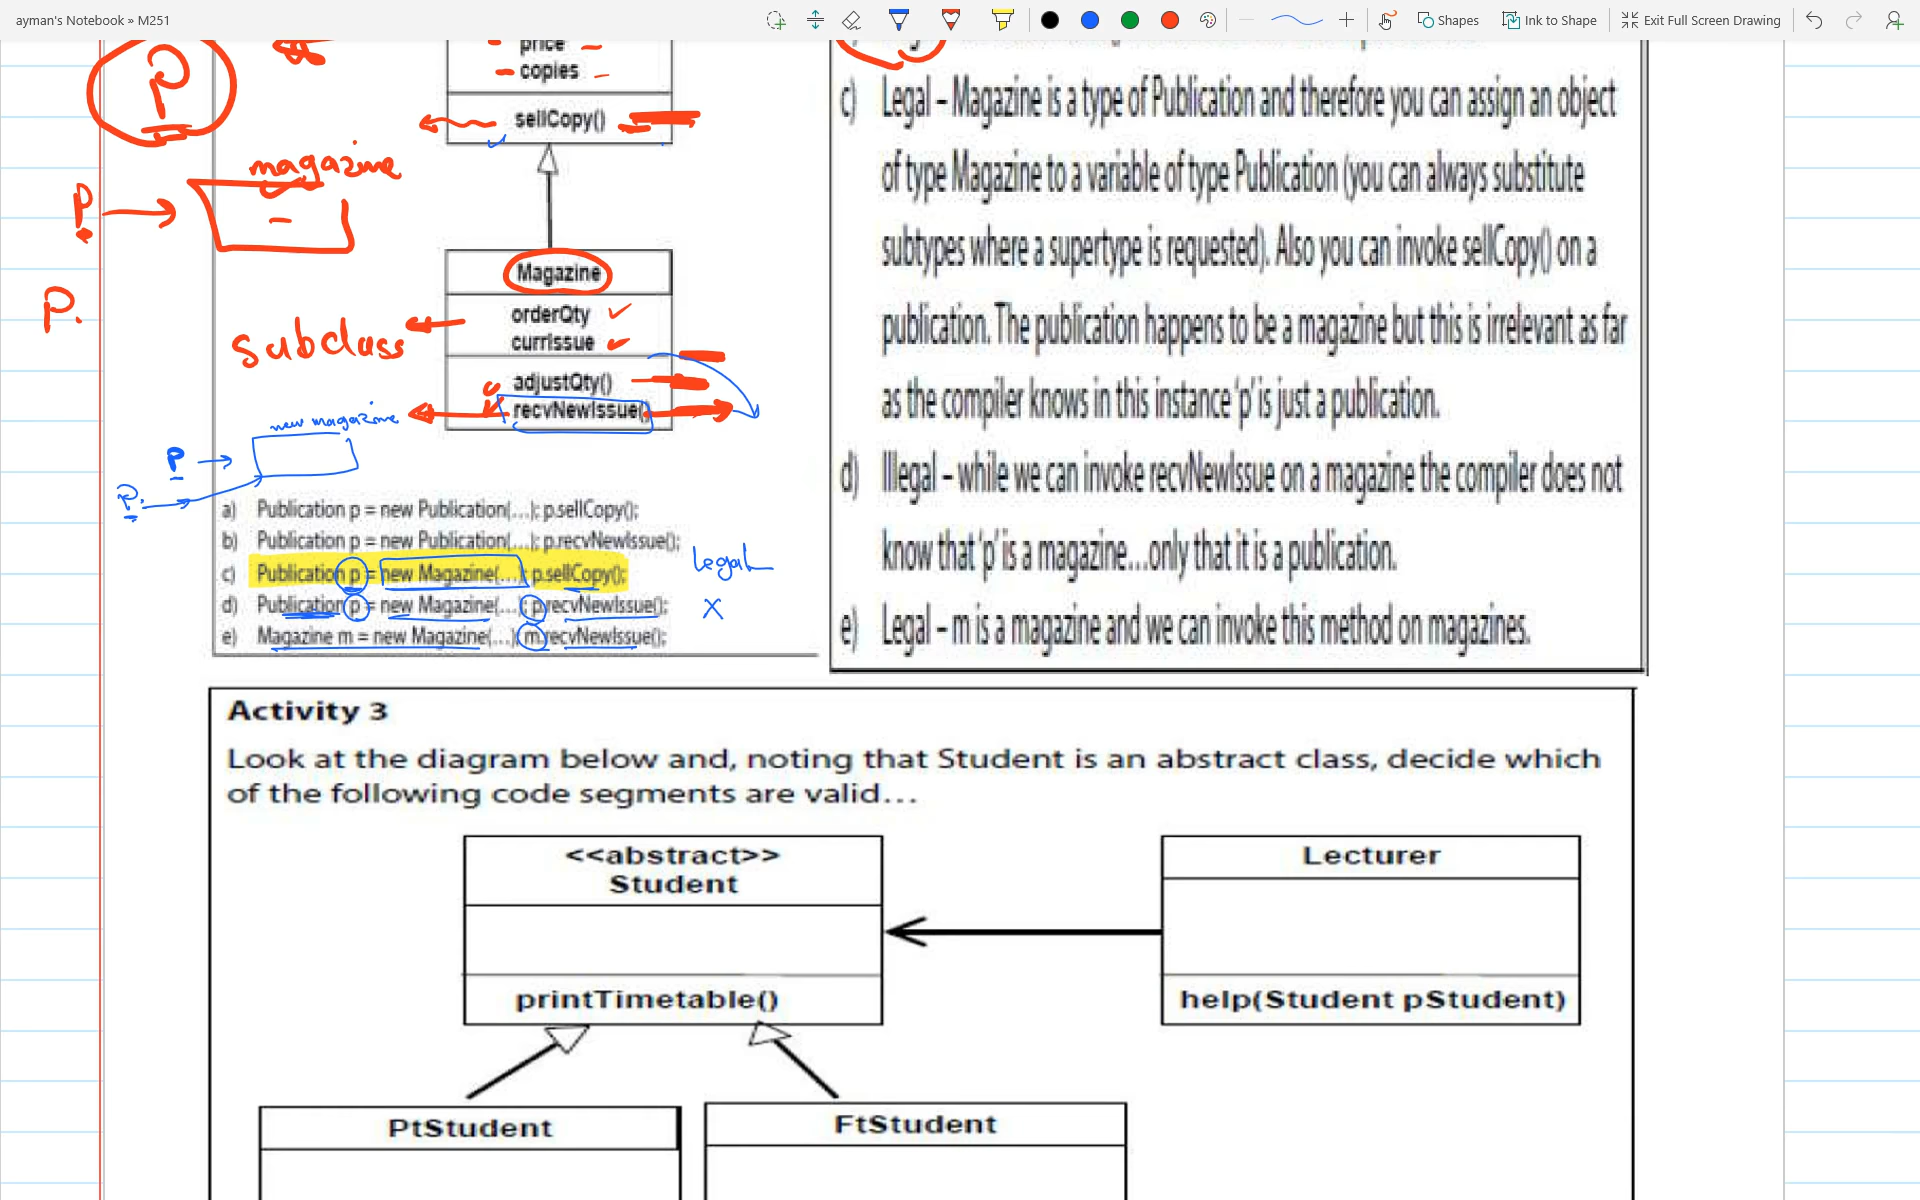 ayman's Notebook » M251
Shapes
Ink to Shape
Exit Full Screen Drawing
P
price
copies
sellCopy()
magazine
P
P.
Magazine
orderQty
currIssue
subclass
adjustQty()
recvNewIssue()
new magazine
P
P.
a) Publication p = new Publication(...); p.sellCopy();
b) Publication p = new Publication(...); p.recvNewIssue();
c) Publication p = new Magazine(...); p.sellCopy();
legal
d) Publication p = new Magazine(...; p.recvNewIssue();
X
e) Magazine m = new Magazine(...); m.recvNewIssue();
c) Legal – Magazine is a type of Publication and therefore you can assign an object
of type Magazine to a variable of type Publication (you can always substitute
subtypes where a supertype is requested). Also you can invoke sellCopy() on a
publication. The publication happens to be a magazine but this is irrelevant as far
as the compiler knows in this instance 'p' is just a publication.
d) Illegal – while we can invoke recvNewIssue on a magazine the compiler does not
know that 'p' is a magazine...only that it is a publication.
e) Legal – m is a magazine and we can invoke this method on magazines.
Activity 3
Look at the diagram below and, noting that Student is an abstract class, decide which
of the following code segments are valid...
<<abstract>>
Student
printTimetable()
Lecturer
help(Student pStudent)
PtStudent
FtStudent